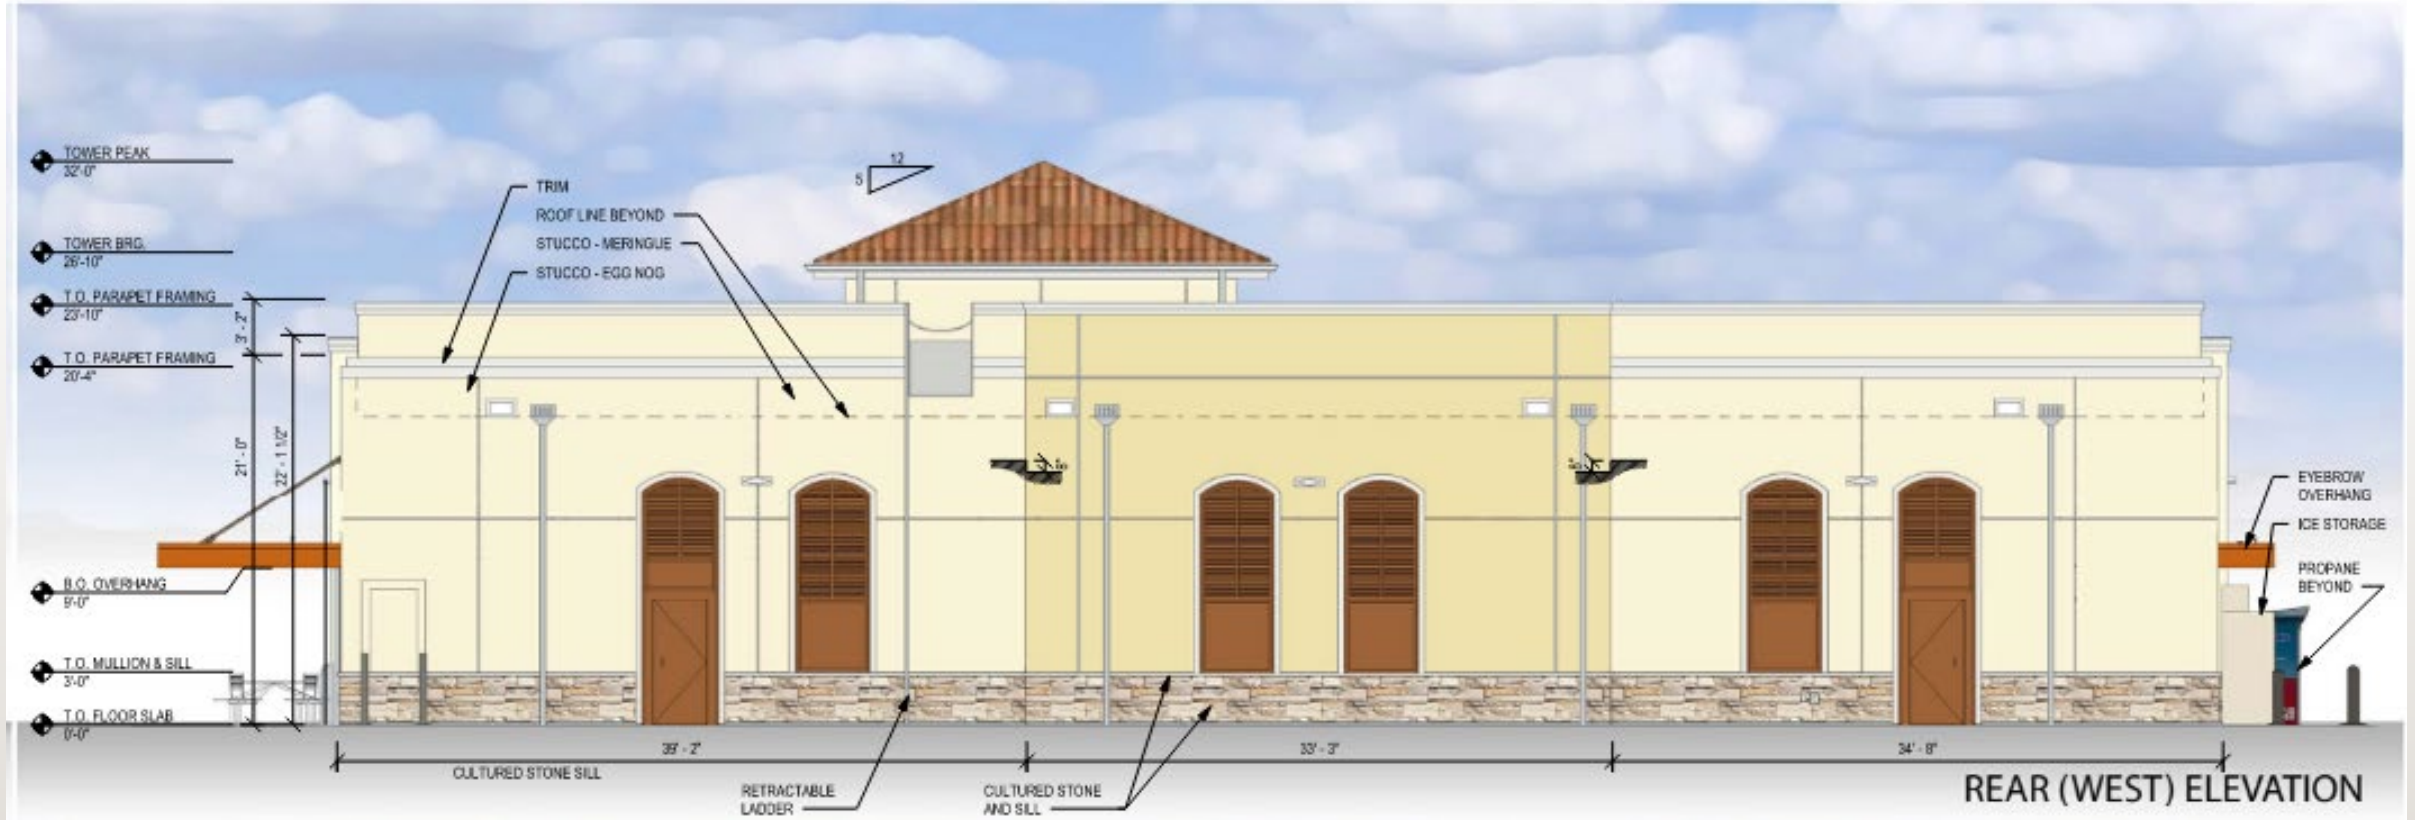 TOWER PEAK
32'-0"
TOWER BRG.
26'-10"
T.O. PARAPET FRAMING
23'-10"
T.O. PARAPET FRAMING
20'-4"
B.O. OVERHANG
9'-0"
T.O. MULLION & SILL
3'-0"
T.O. FLOOR SLAB
0'-0"
3' - 2"
21' - 0"
22' - 1 1/2"
12
5
TRIM
ROOF LINE BEYOND
STUCCO - MERINGUE
STUCCO - EGG NOG
EYEBROW
OVERHANG
ICE STORAGE
PROPANE
BEYOND
39' - 2"
33' - 3"
34' - 8"
CULTURED STONE SILL
RETRACTABLE
LADDER
CULTURED STONE
AND SILL
REAR (WEST) ELEVATION